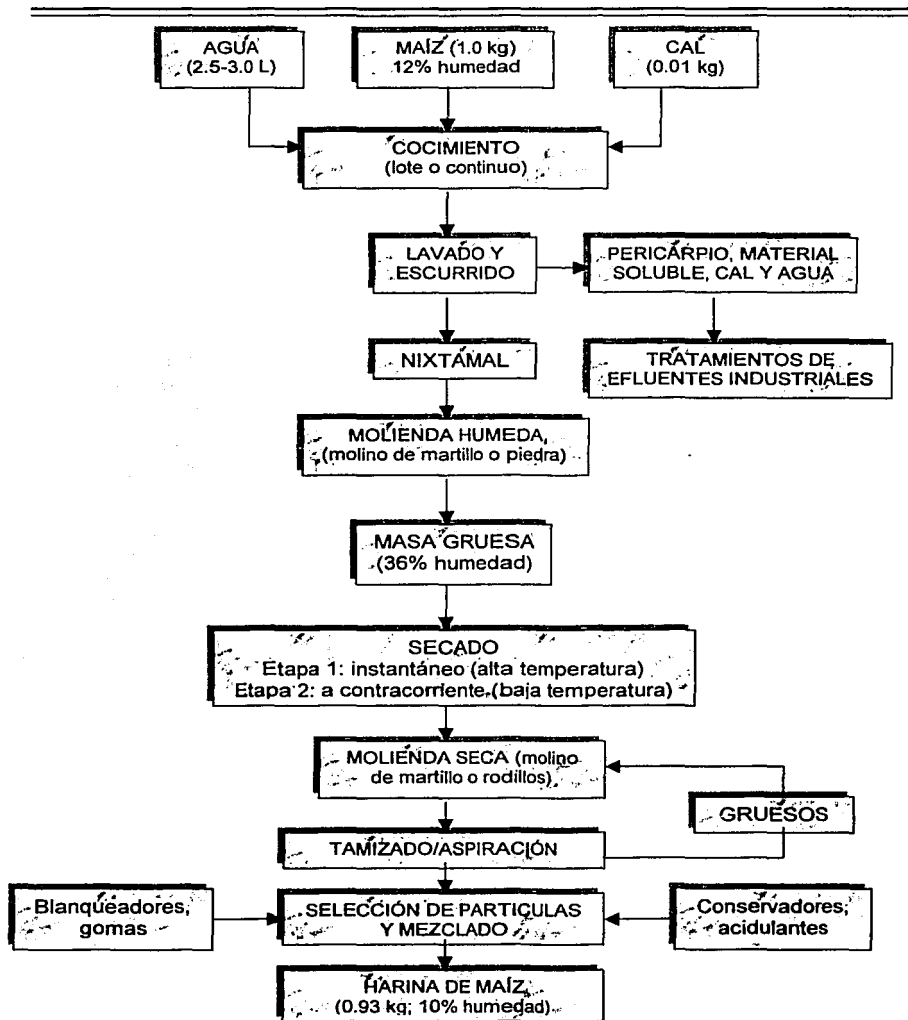 AGUA
(2.5-3.0 L)
MAÍZ (1.0 kg)
12% humedad
CAL
(0.01 kg)
COCIMIENTO
(lote o continuo)
LAVADO Y
ESCURRIDO
PERICARPIO, MATERIAL
SOLUBLE, CAL Y AGUA
NIXTAMAL
TRATAMIENTOS DE
EFLUENTES INDUSTRIALES
MOLIENDA HUMEDA
(molino de martillo o piedra)
MASA GRUESA
(36% humedad)
SECADO
Etapa 1: instantáneo (alta temperatura)
Etapa 2: a contracorriente (baja temperatura)
MOLIENDA SECA (molino
de martillo o rodillos)
GRUESOS
TAMIZADO/ASPIRACIÓN
Blanqueadores,
gomas
SELECCIÓN DE PARTICULAS
Y MEZCLADO
Conservadores,
acidulantes
HARINA DE MAÍZ
(0.93 kg; 10% humedad)